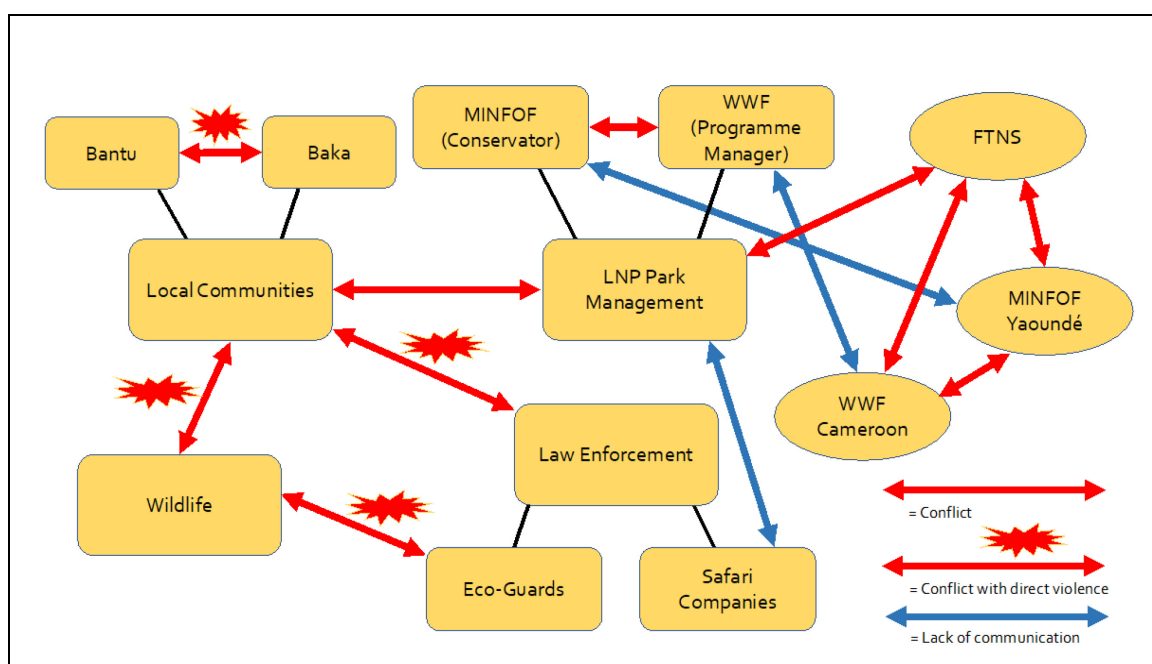 Bantu
Baka
MINFOF
(Conservator)
WWF
(Programme
Manager)
FTNS
Local Communities
LNP Park
Management
MINFOF
Yaoundé
WWF
Cameroon
Law Enforcement
Wildlife
Eco-Guards
Safari
Companies
= Conflict
= Conflict with direct violence
= Lack of communication